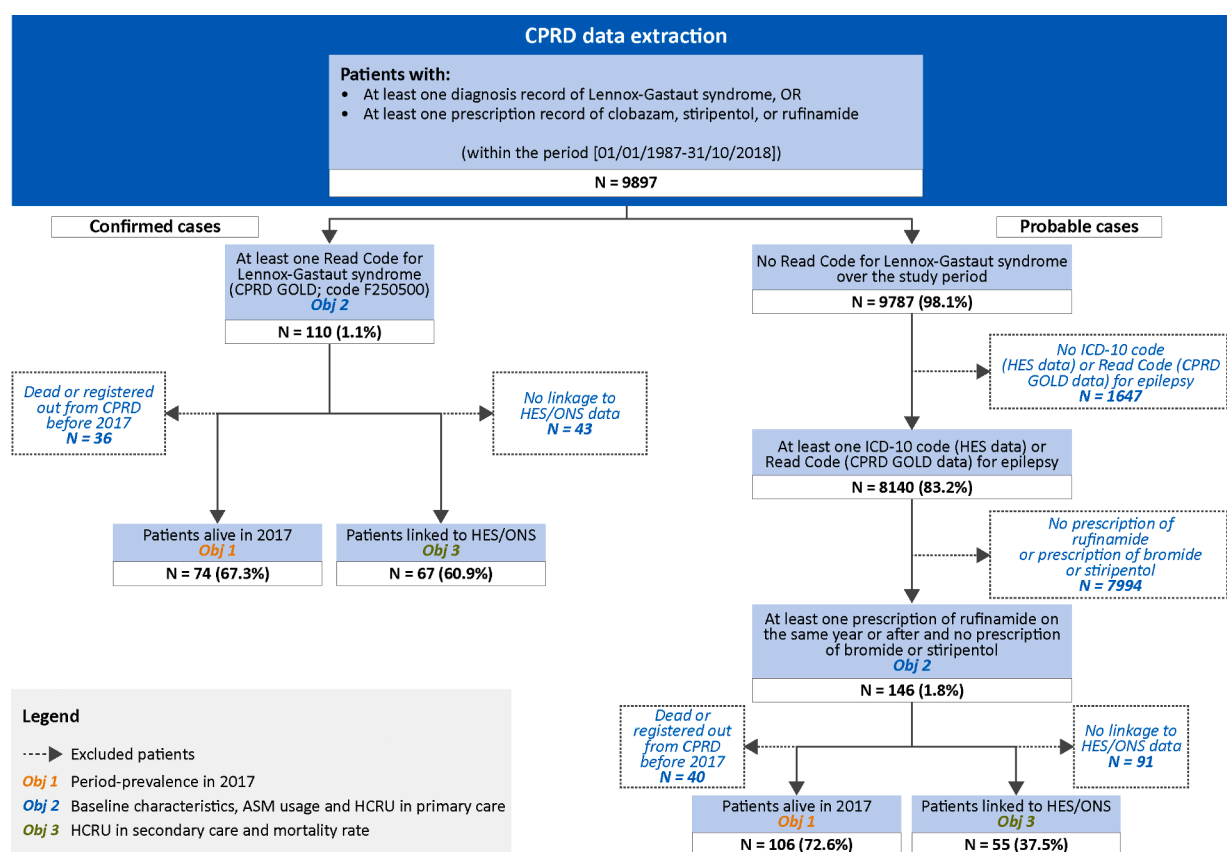 CPRD data extraction
Patients with:
• At least one diagnosis record of Lennox-Gastaut syndrome, OR
• At least one prescription record of clobazam, stiripentol, or rufinamide
(within the period [01/01/1987-31/10/2018])
N = 9897
Confirmed cases
At least one Read Code for
Lennox-Gastaut syndrome
(CPRD GOLD; code F250500)
Obj 2
N = 110 (1.1%)
Dead or registered
out from CPRD
before 2017
N = 36
No linkage to
HES/ONS data
N = 43
Patients alive in 2017
Obj 1
N = 74 (67.3%)
Patients linked to HES/ONS
Obj 3
N = 67 (60.9%)
Probable cases
No Read Code for Lennox-Gastaut syndrome
over the study period
N = 9787 (98.1%)
No ICD-10 code
(HES data) or Read Code (CPRD
GOLD data) for epilepsy
N = 1647
At least one ICD-10 code (HES data) or
Read Code (CPRD GOLD data) for epilepsy
N = 8140 (83.2%)
No prescription of
rufinamide
or prescription of bromide
or stiripentol
N = 7994
At least one prescription of rufinamide on
the same year or after and no prescription
of bromide or stiripentol
Obj 2
N = 146 (1.8%)
Dead or
registered out
from CPRD
before 2017
N = 40
No linkage to
HES/ONS data
N = 91
Patients alive in 2017
Obj 1
N = 106 (72.6%)
Patients linked to HES/ONS
Obj 3
N = 55 (37.5%)
Legend
Excluded patients
Obj 1 Period-prevalence in 2017
Obj 2 Baseline characteristics, ASM usage and HCRU in primary care
Obj 3 HCRU in secondary care and mortality rate